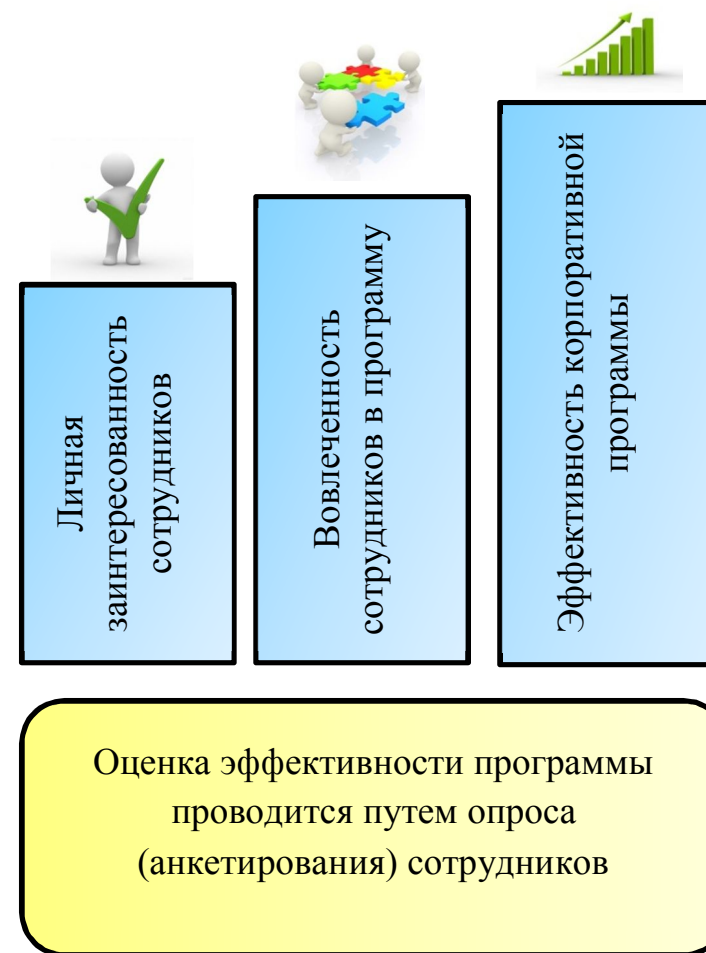 Личная
заинтересованность
сотрудников
Вовлеченность
сотрудников в программу
Эффективность корпоративной
программы
Оценка эффективности программы
проводится путем опроса
(анкетирования) сотрудников